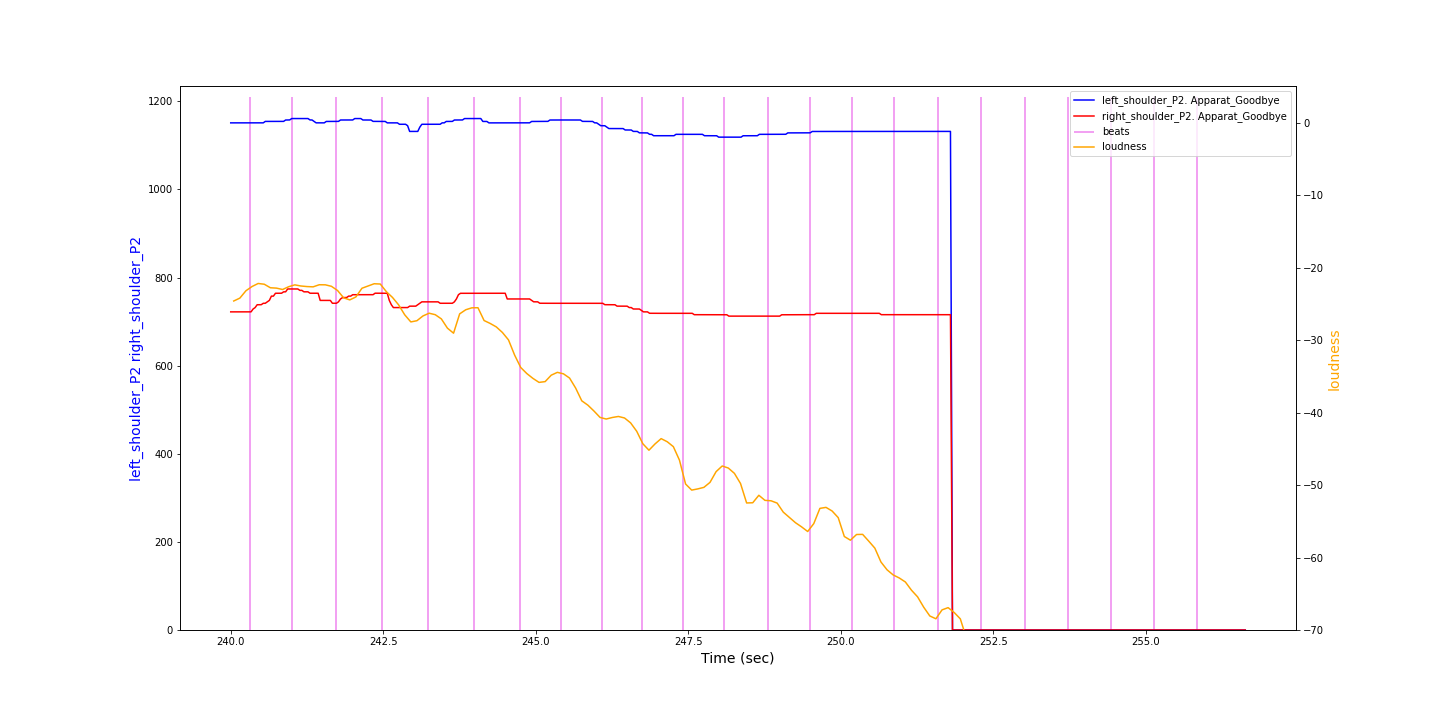 left_shoulder_P2. Apparat_Goodbye
right_shoulder_P2. Apparat_Goodbye
beats
loudness
1200
1000
800
600
400
200
0
left_shoulder_P2 right_shoulder_P2
0
−10
−20
−30
−40
−50
−60
−70
loudness
240.0 242.5 245.0 247.5 250.0 252.5 255.0
Time (sec)